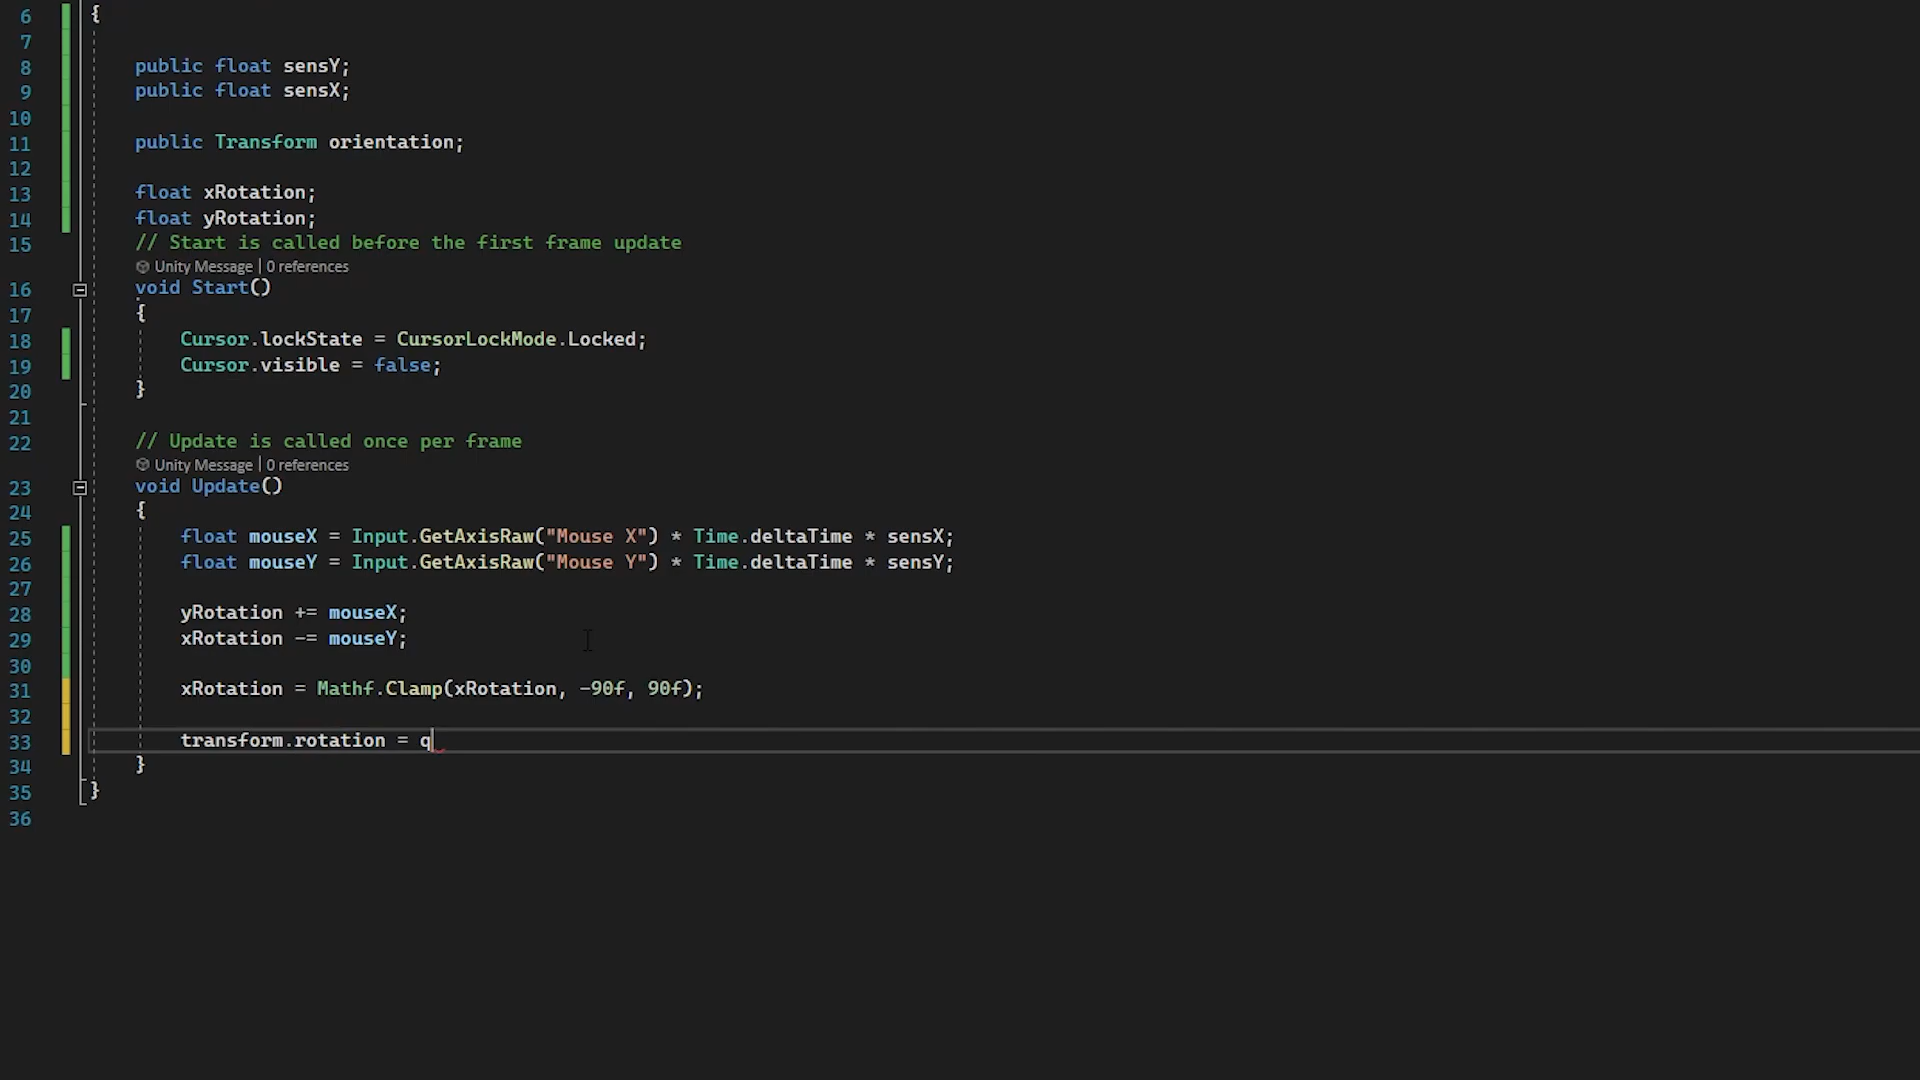 6 {
7
8 public float sensY;
9 public float sensX;
10
11 public Transform orientation;
12
13 float xRotation;
14 float yRotation;
15 // Start is called before the first frame update
Unity Message | 0 references
16 void Start()
17 {
18 Cursor.lockState = CursorLockMode.Locked;
19 Cursor.visible = false;
20 }
21
22 // Update is called once per frame
Unity Message | 0 references
23 void Update()
24 {
25 float mouseX = Input.GetAxisRaw("Mouse X") * Time.deltaTime * sensX;
26 float mouseY = Input.GetAxisRaw("Mouse Y") * Time.deltaTime * sensY;
27
28 yRotation += mouseX;
29 xRotation -= mouseY;
30
31 xRotation = Mathf.Clamp(xRotation, -90f, 90f);
32
33 transform.rotation = q
34 }
35 }
36